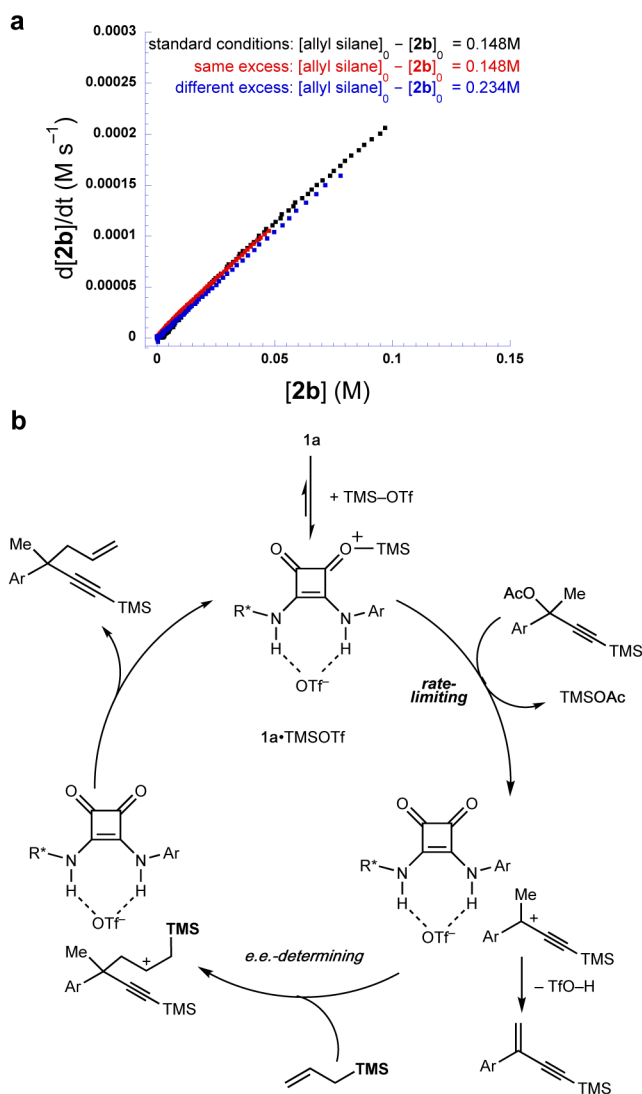 a
0.0003
standard conditions: [allyl silane]0 – [2b]0 = 0.148M
same excess: [allyl silane]0 – [2b]0 = 0.148M
different excess: [allyl silane]0 – [2b]0 = 0.234M
0.00025
0.0002
0.00015
0.0001
0.00005
0
d[2b]/dt (M s–1)
0 0.05 0.1 0.15
[2b] (M)
b
1a
+ TMS–OTf
O O+—TMS
R* N H N H Ar
OTf–
1a•TMSOTf
Me
Ar
TMS
AcO Me
Ar
TMS
rate-
limiting
TMSOAc
O O
R* N H N H Ar
OTf–
TMS
Me +
Ar
TMS
O O
R* N H N H Ar
OTf–
Me
Ar +
TMS
e.e.-determining
– TfO–H
TMS
Ar
TMS